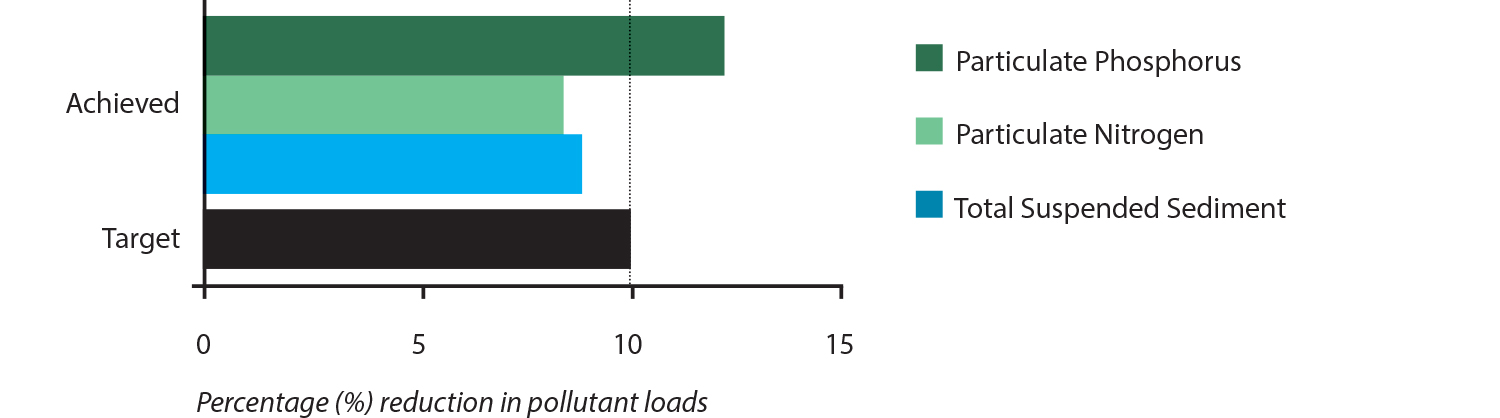 Particulate Phosphorus
Achieved
Particulate Nitrogen
Total Suspended Sediment
Target
0 5 10 15
Percentage (%) reduction in pollutant loads